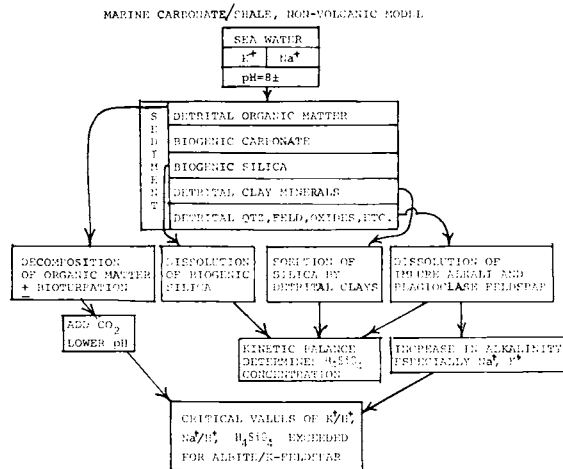 MARINE CARBONATE/SHALE, NON-VOLCANIC MODEL
SEA WATER
K⁺ Na⁺
pH=8±
SEDIMENT
DETRITAL ORGANIC MATTER
BIOGENIC CARBONATE
BIOGENIC SILICA
DETRITAL CLAY MINERALS
DETRITAL QTZ,FELD,OXIDES,ETC.
DECOMPOSITION
OF ORGANIC MATTER
± BIOTURPATION
DISSOLUTION
OF BIOGENIC
SILICA
SORPTION OF
SILICA BY
DETRITAL CLAYS
DISSOLUTION OF
IMPURE ALKALI AND
PLAGIOCLASE FELDSPAR
ADD CO₂
LOWER pH
KINETIC BALANCE
DETERMINES H₄SiO₄
CONCENTRATION
INCREASE IN ALKALINITY
ESPECIALLY Na⁺, K⁺
CRITICAL VALUES OF K⁺/H⁺,
Na⁺/H⁺, H₄SiO₄ EXCEEDED
FOR ALBITE/K-FELDSPAR